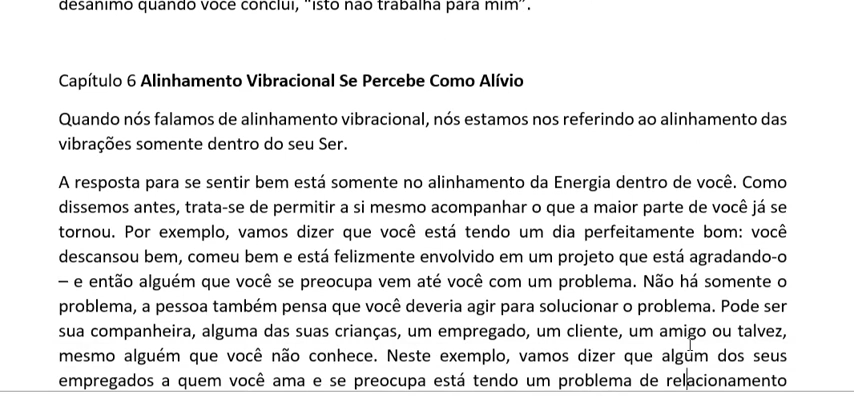 desânimo quando você conclui, "isto não trabalha para mim".
Capítulo 6 Alinhamento Vibracional Se Percebe Como Alívio
Quando nós falamos de alinhamento vibracional, nós estamos nos referindo ao alinhamento das
vibrações somente dentro do seu Ser.
A resposta para se sentir bem está somente no alinhamento da Energia dentro de você. Como
dissemos antes, trata-se de permitir a si mesmo acompanhar o que a maior parte de você já se
tornou. Por exemplo, vamos dizer que você está tendo um dia perfeitamente bom: você
descansou bem, comeu bem e está felizmente envolvido em um projeto que está agradando-o
– e então alguém que você se preocupa vem até você com um problema. Não há somente o
problema, a pessoa também pensa que você deveria agir para solucionar o problema. Pode ser
sua companheira, alguma das suas crianças, um empregado, um cliente, um amigo ou talvez,
mesmo alguém que você não conhece. Neste exemplo, vamos dizer que algum dos seus
empregados a quem você ama e se preocupa está tendo um problema de relacionamento